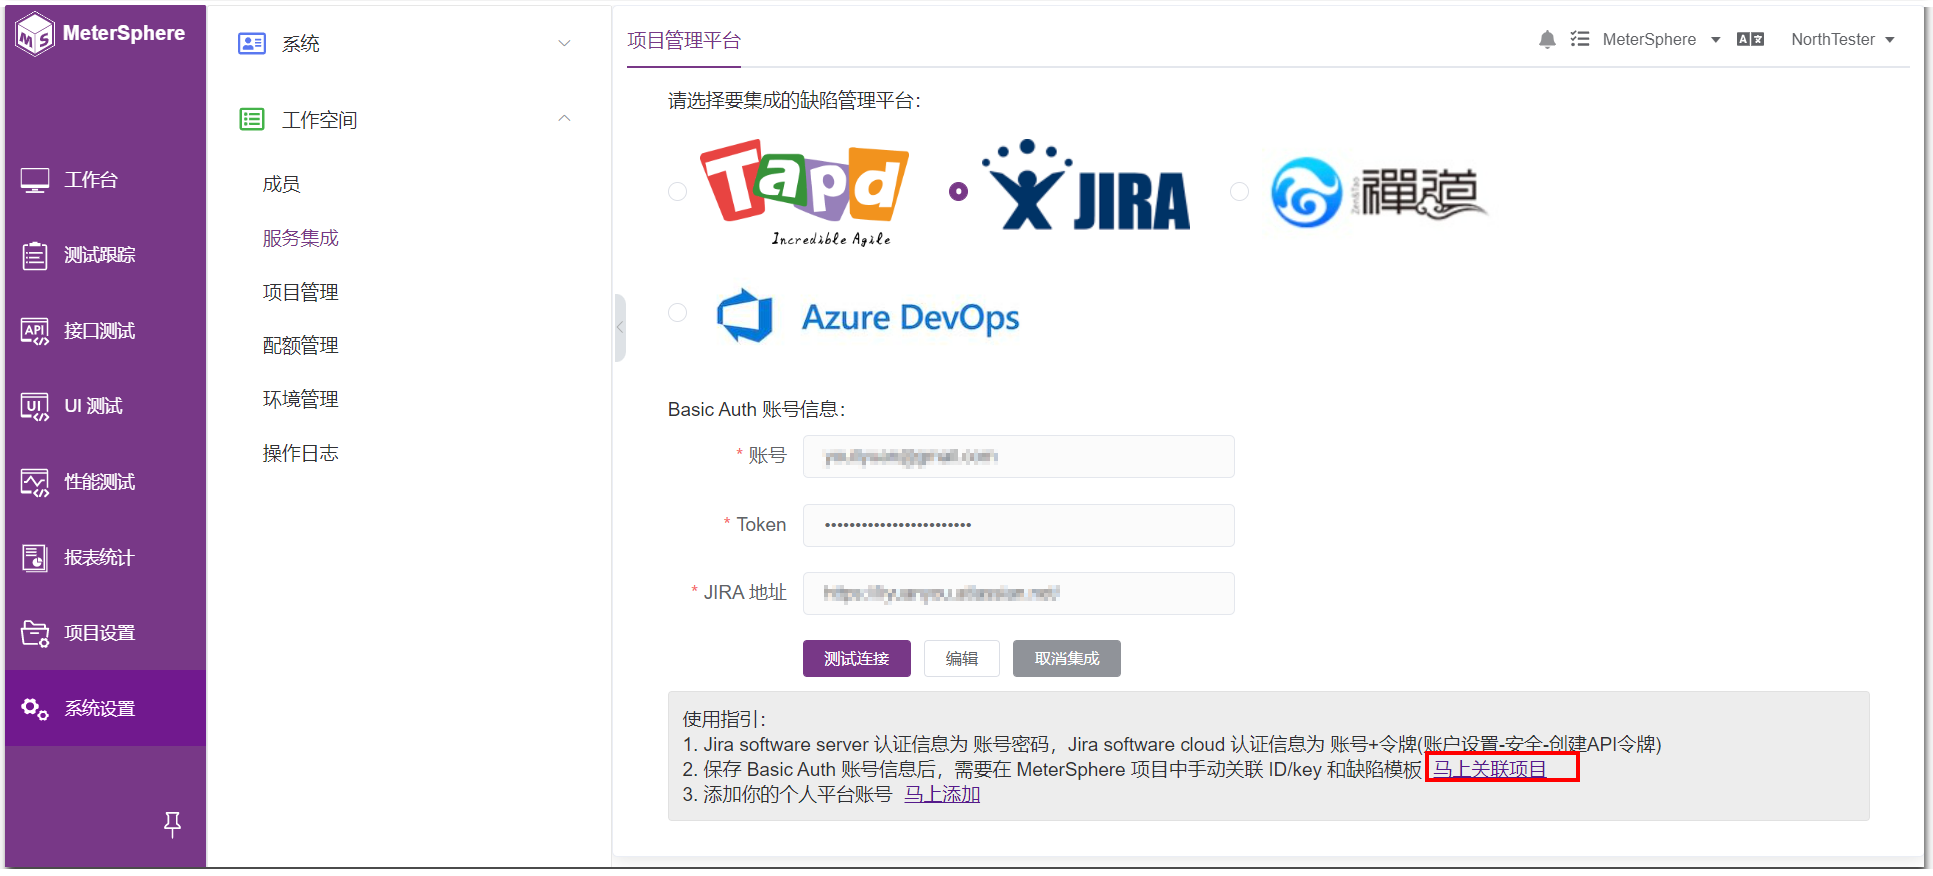 MeterSphere
工作台
测试跟踪
接口测试
UI 测试
性能测试
报表统计
项目设置
系统设置
系统
工作空间
成员
服务集成
项目管理
配额管理
环境管理
操作日志
项目管理平台
MeterSphere
NorthTester
请选择要集成的缺陷管理平台：
Tapd
Incredible Agile
JIRA
禪道
Azure DevOps
Basic Auth 账号信息：
* 账号
* Token
••••••••••••••••••••••••
* JIRA 地址
测试连接 编辑 取消集成
使用指引：
1. Jira software server 认证信息为 账号密码，Jira software cloud 认证信息为 账号+令牌(账户设置-安全-创建API令牌)
2. 保存 Basic Auth 账号信息后，需要在 MeterSphere 项目中手动关联 ID/key 和缺陷模板 马上关联项目
3. 添加你的个人平台账号 马上添加